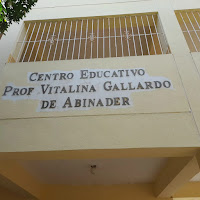 Centro Educativo
Prof Vitalina Gallardo
de Abinader